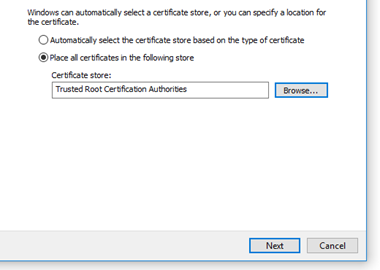 Windows can automatically select a certificate store, or you can specify a location for
the certificate.
Automatically select the certificate store based on the type of certificate
Place all certificates in the following store
Certificate store:
Trusted Root Certification Authorities Browse...
Next Cancel